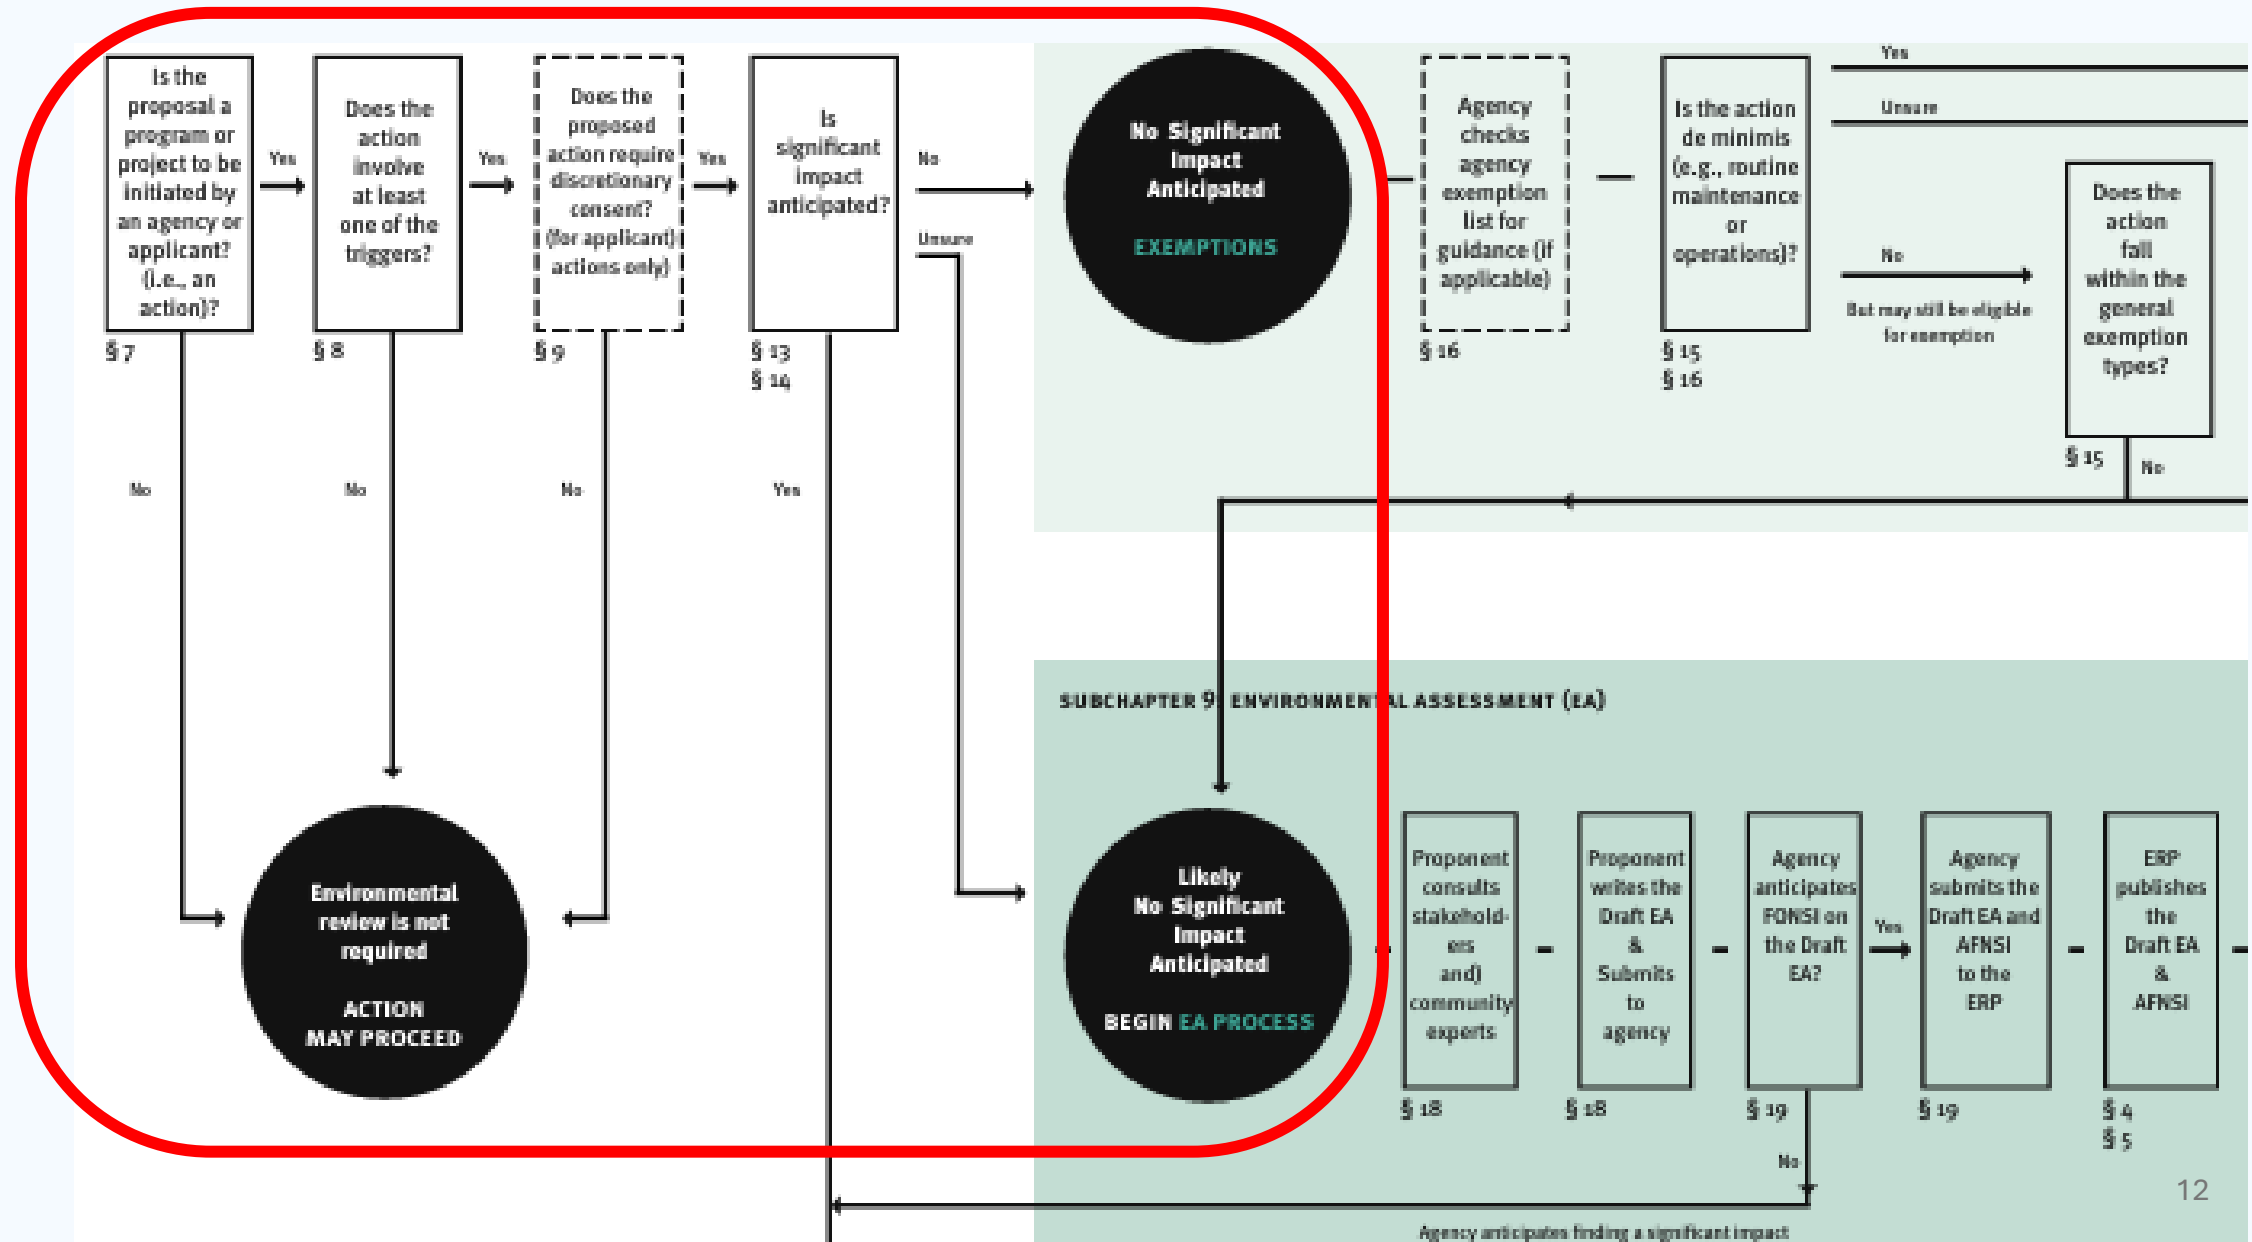 Is the
proposal a
program or
project to be
initiated by
an agency or
applicant?
(i.e., an
action)?
§ 7
Yes
No
Does the
action
involve
at least
one of the
triggers?
§ 8
Yes
No
Does the
proposed
action require
discretionary
consent?
(for applicant)
actions only)
§ 9
Yes
No
Is
significant
impact
anticipated?
§ 13
§ 14
No
Unsure
Yes
No Significant
Impact
Anticipated
EXEMPTIONS
Agency
checks
agency
exemption
list for
guidance (if
applicable)
§ 16
Is the action
de minimis
(e.g., routine
maintenance
or
operations)?
§ 15
§ 16
Yes
Unsure
No
But may still be eligible
for exemption
Does the
action
fall
within the
general
exemption
types?
§ 15
No
Environmental
review is not
required
ACTION
MAY PROCEED
SUBCHAPTER 9: ENVIRONMENTAL ASSESSMENT (EA)
Likely
No Significant
Impact
Anticipated
BEGIN EA PROCESS
Proponent
consults
stakehold-
ers
and)
community
experts
§ 18
Proponent
writes the
Draft EA
&
Submits
to
agency
§ 18
Agency
anticipates
FONSI on
the Draft
EA?
§ 19
Yes
No
Agency
submits the
Draft EA and
AFNSI
to the
ERP
§ 19
ERP
publishes
the
Draft EA
&
AFNSI
§ 4
§ 5
Agency anticipates finding a significant impact
12